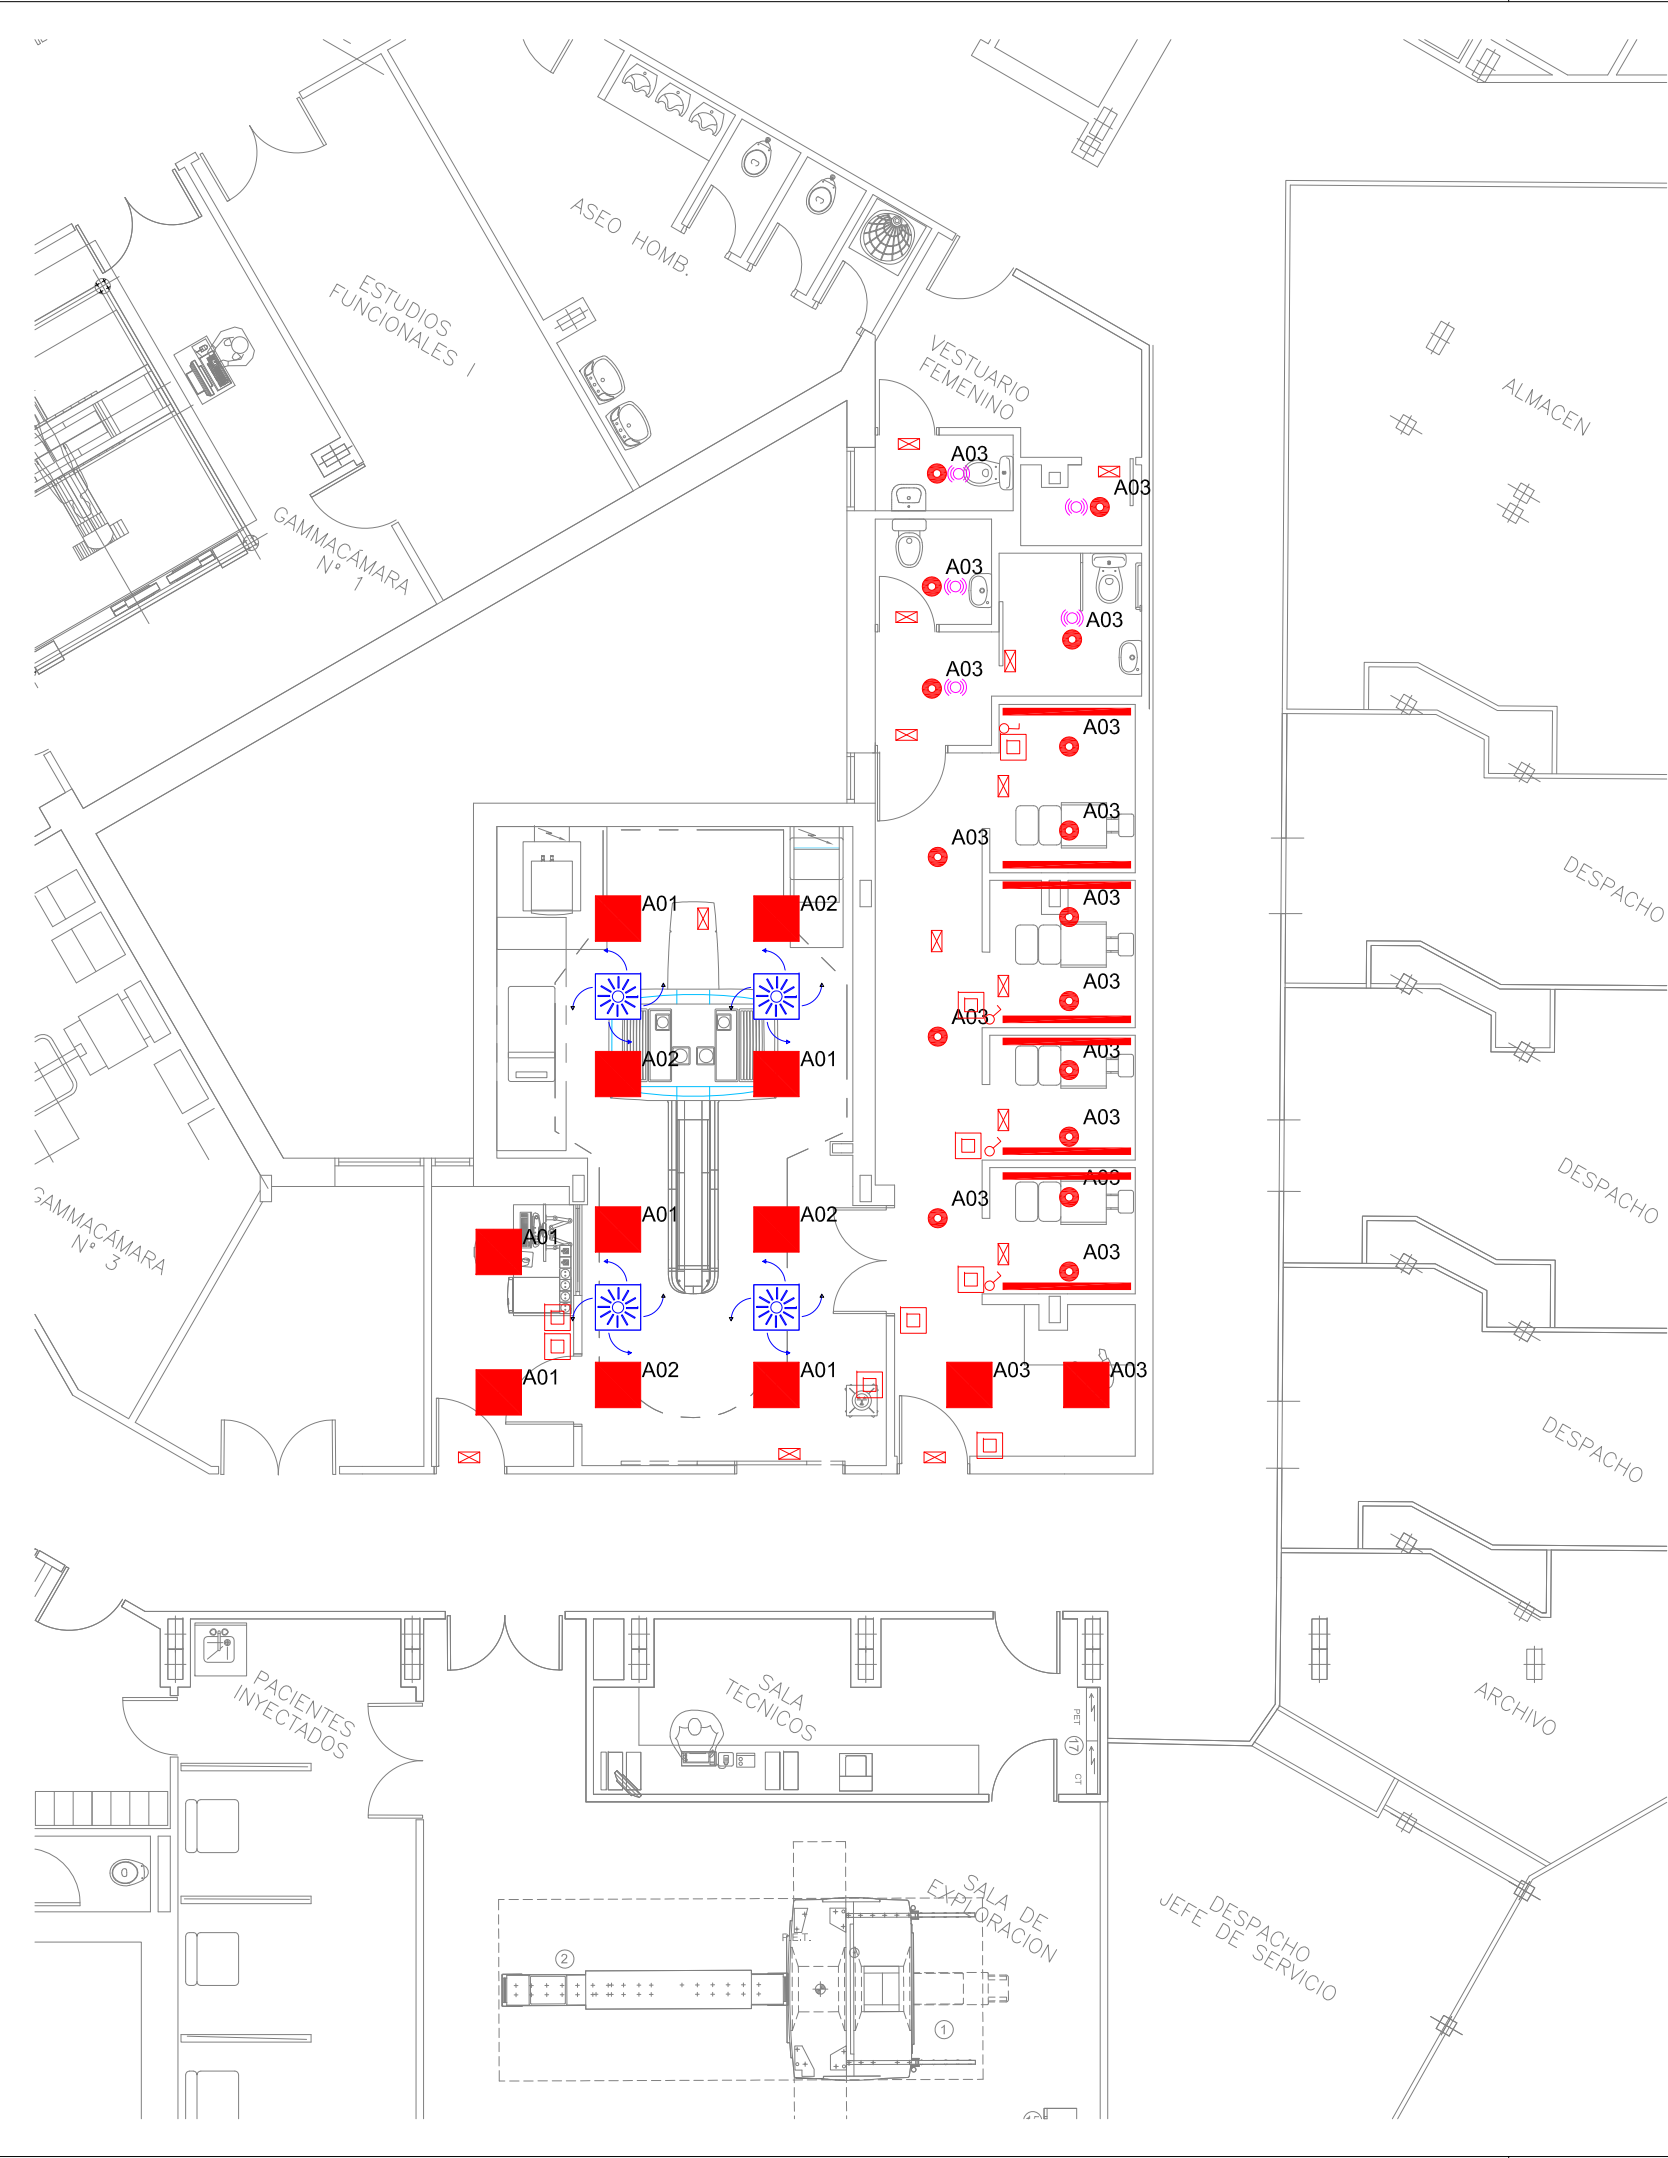 ASEO HOMB.
ESTUDIOS
FUNCIONALES I
VESTUARIO
FEMENINO
ALMACEN
A03
A03
GAMMACÁMARA
N° 1
A03
A03
A03
A03
A03
A03
DESPACHO
A01
A02
A03
A03
A03
A02
A01
A03
A03
DESPACHO
A03
A03
A01
A02
GAMMACÁMARA
N° 3
A01
A03
A01
A02
A01
A03
A03
DESPACHO
PACIENTES
INYECTADOS
SALA
TECNICOS
PET
17
CT
ARCHIVO
SALA DE
EXPLORACION
P.E.T.
2
1
DESPACHO
JEFE DE SERVICIO